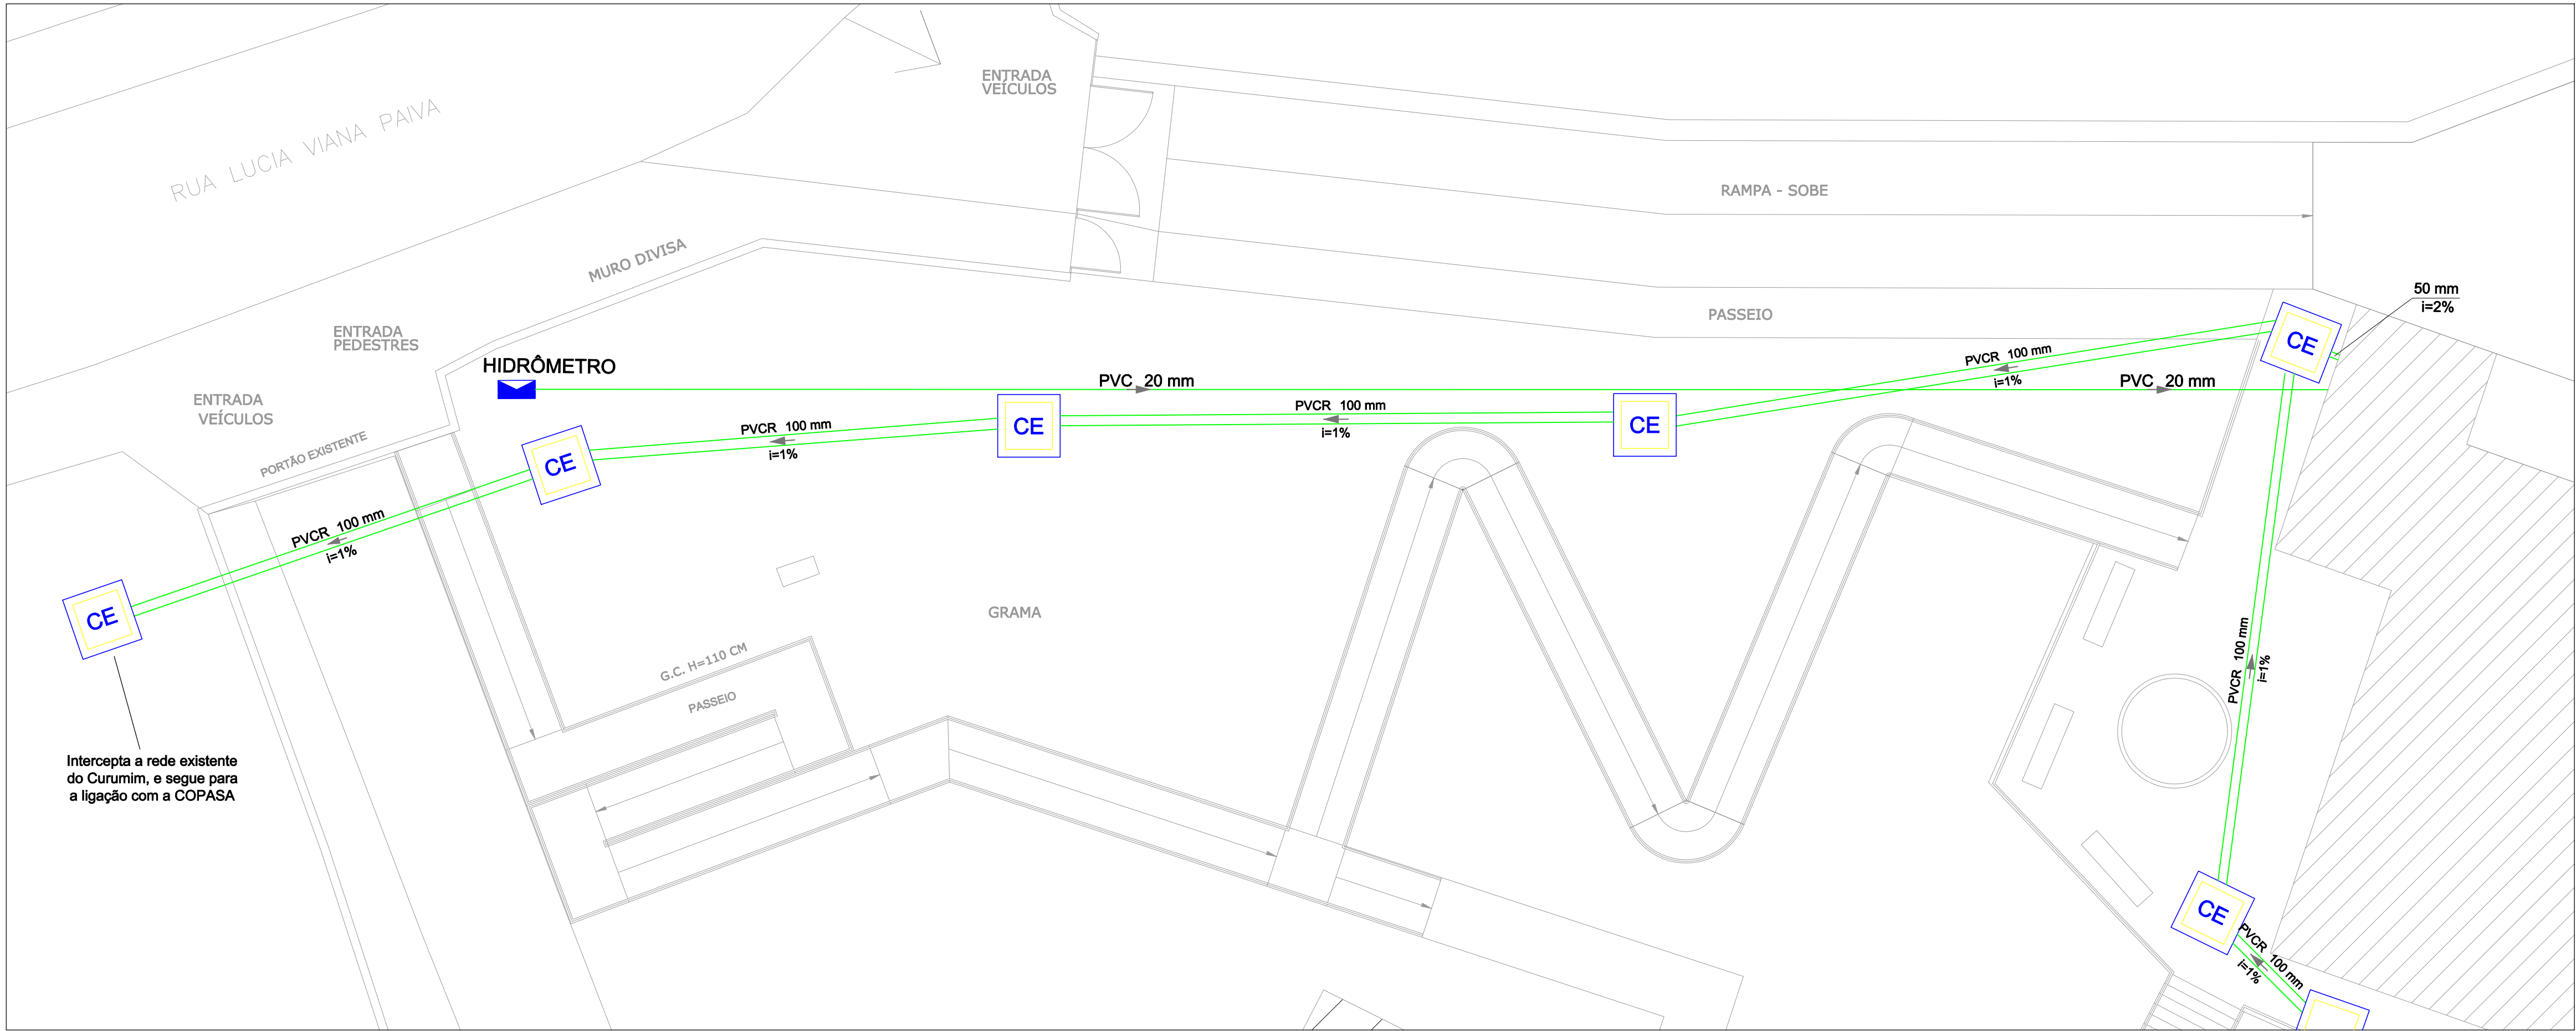 ENTRADA
VEÍCULOS
RUA LUCIA VIANA PAIVA
RAMPA - SOBE
MURO DIVISA
50 mm
i=2%
PASSEIO
ENTRADA
PEDESTRES
HIDRÔMETRO
CE
PVCR 100 mm
i=1%
PVC 20 mm
PVC 20 mm
ENTRADA
VEÍCULOS
PVCR 100 mm
i=1%
PVCR 100 mm
i=1%
CE
CE
PORTÃO EXISTENTE
CE
PVCR 100 mm
i=1%
CE
GRAMA
G.C. H=110 CM
PASSEIO
PVCR 100 mm
i=1%
Intercepta a rede existente
do Curumim, e segue para
a ligação com a COPASA
CE
PVCR 100 mm
i=1%